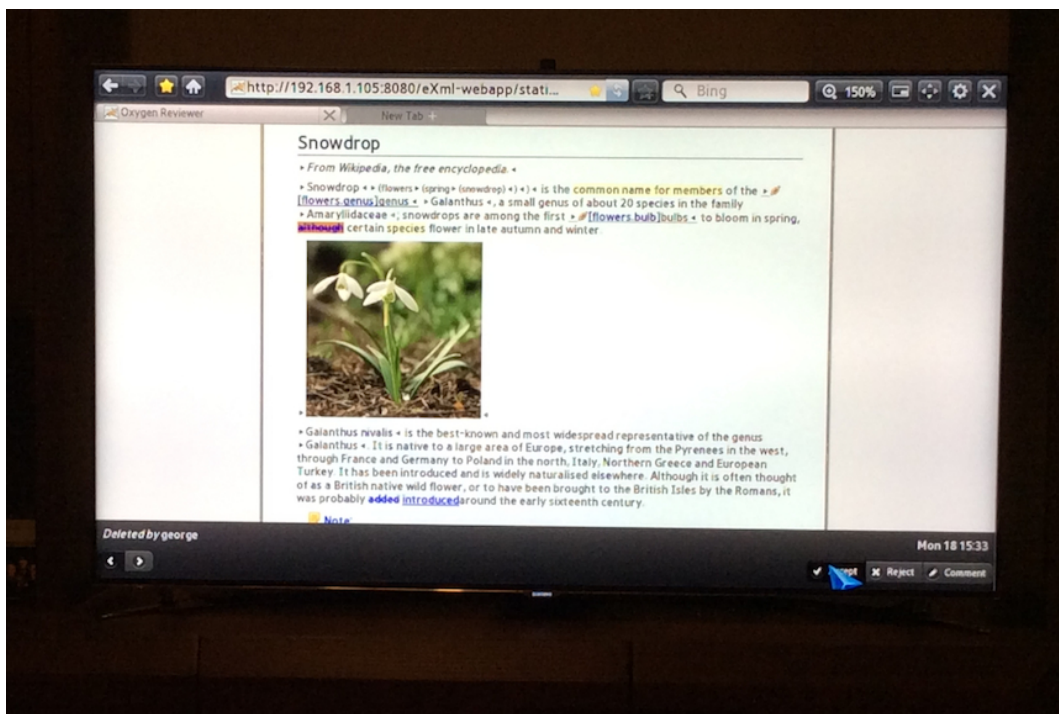 http://192.168.1.105:8080/eXml-webapp/stati...
Bing
150%
Oxygen Reviewer
New Tab +
Snowdrop
From Wikipedia, the free encyclopedia.
Snowdrop (flowers (spring (snowdrop))) is the common name for members of the
[flowers.genus]genus Galanthus, a small genus of about 20 species in the family
Amaryllidaceae; snowdrops are among the first [flowers.bulb]bulbs to bloom in spring,
although certain species flower in late autumn and winter.
Galanthus nivalis is the best-known and most widespread representative of the genus
Galanthus. It is native to a large area of Europe, stretching from the Pyrenees in the west,
through France and Germany to Poland in the north, Italy, Northern Greece and European
Turkey. It has been introduced and is widely naturalised elsewhere. Although it is often thought
of as a British native wild flower, or to have been brought to the British Isles by the Romans, it
was probably added introducedaround the early sixteenth century.
Note:
Deleted by george
Mon 18 15:33
Reject
Comment